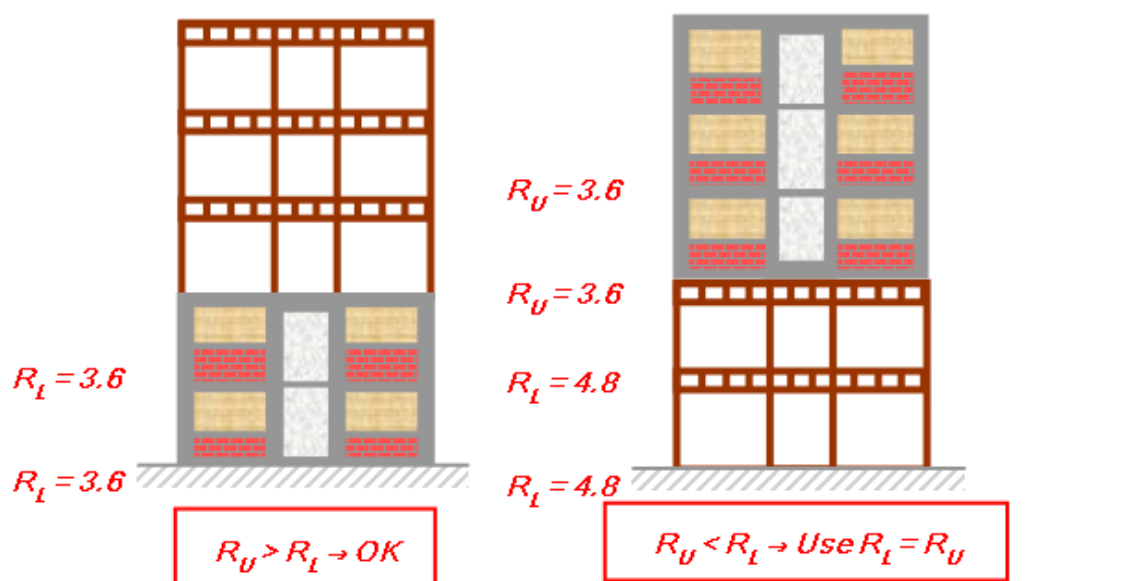 R_L = 3.6
R_L = 3.6
R_U > R_L → OK
R_U = 3.6
R_U = 3.6
R_L = 4.8
R_L = 4.8
R_U < R_L → Use R_L = R_U